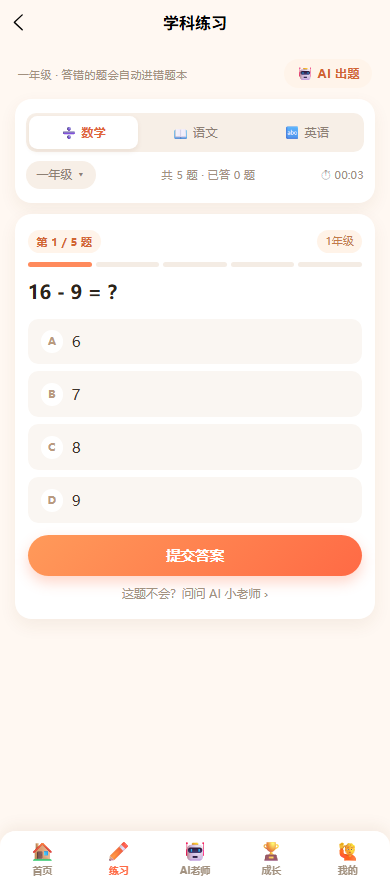 学科练习
一年级 · 答错的题会自动进错题本
AI 出题
数学
语文
abc 英语
一年级
共 5 题 · 已答 0 题
00:03
第 1 / 5 题
1年级
16 - 9 = ?
A 6
B 7
C 8
D 9
提交答案
这题不会？问问 AI 小老师 ›
首页
练习
AI老师
成长
我的